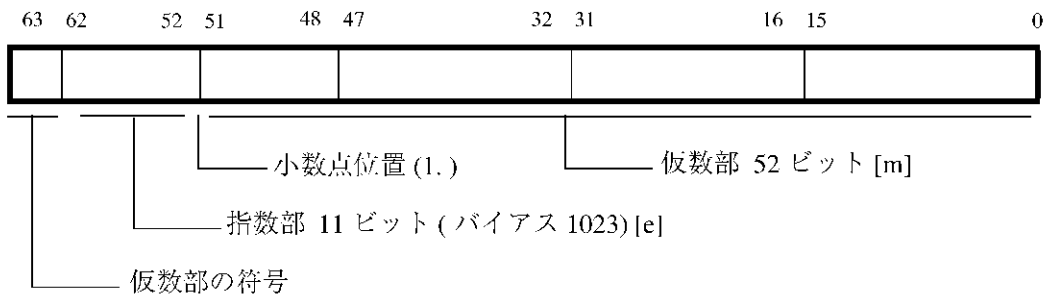 63 62 52 51 48 47 32 31 16 15 0
小数点位置 (1. ) 仮数部 52 ビット [m]
指数部 11 ビット ( バイアス 1023) [e]
仮数部の符号